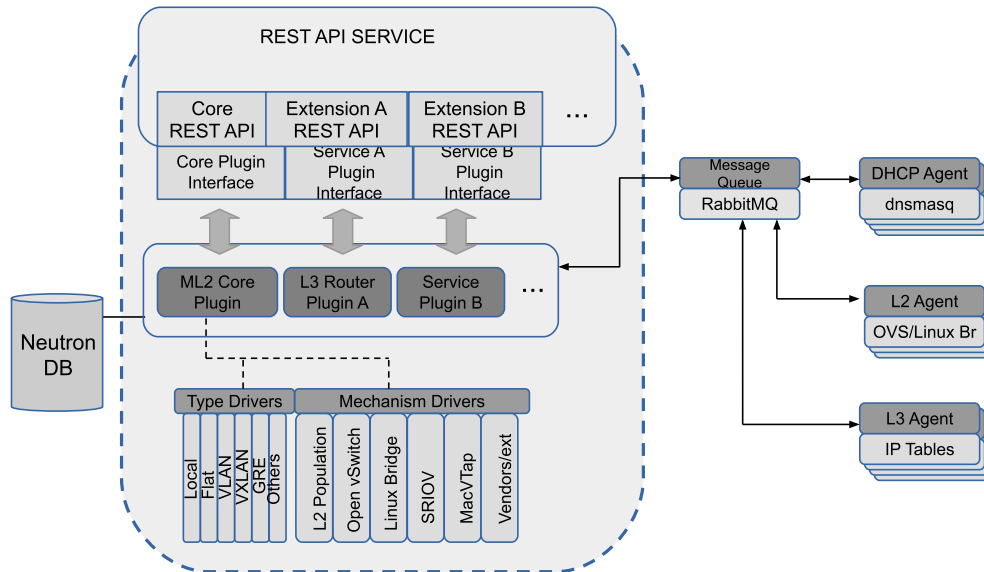 REST API SERVICE
Core
REST API
Extension A
REST API
Extension B
REST API
...
Core Plugin
Interface
Service A
Plugin
Interface
Service B
Plugin
Interface
ML2 Core
Plugin
L3 Router
Plugin A
Service
Plugin B
...
Neutron
DB
Type Drivers
Mechanism Drivers
Local
Flat
VLAN
VXLAN
GRE
Others
L2 Population
Open vSwitch
Linux Bridge
SRIOV
MacVTap
Vendors/ext
Message
Queue
RabbitMQ
DHCP Agent
dnsmasq
L2 Agent
OVS/Linux Br
L3 Agent
IP Tables